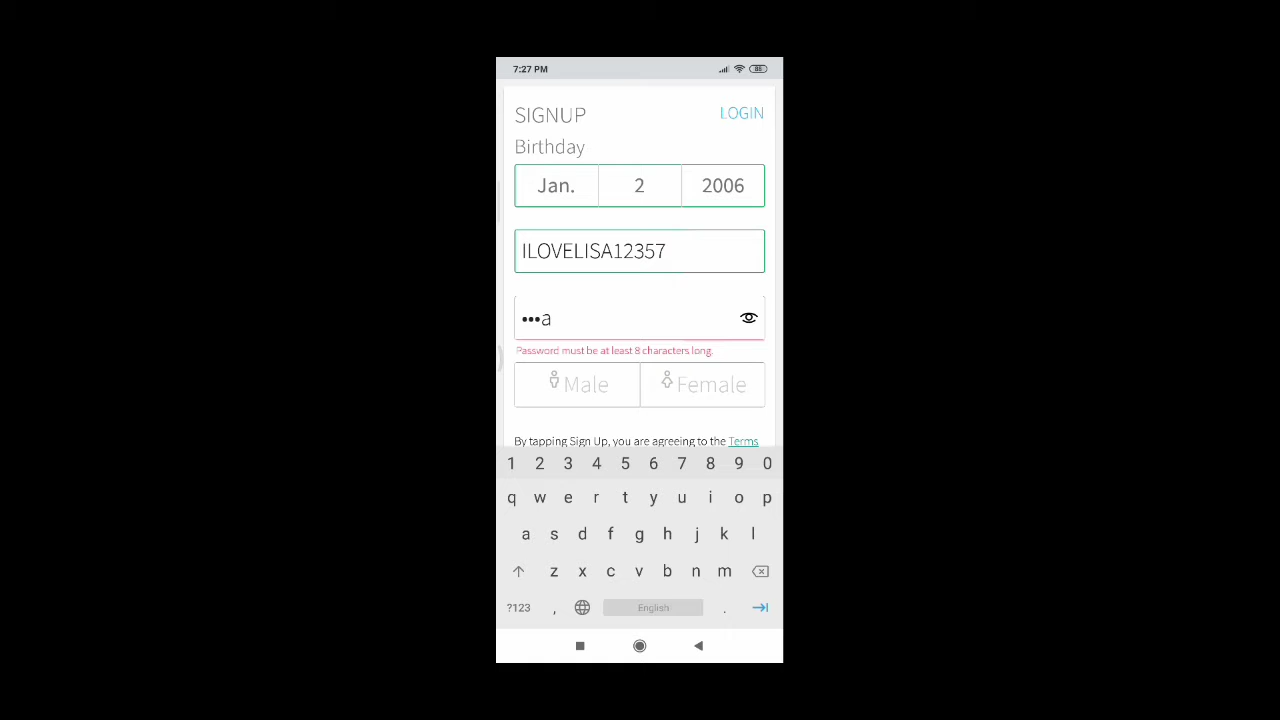 7:27 PM 88
SIGNUP LOGIN
Birthday
Jan. 2 2006
ILOVELISA12357
•••a
Password must be at least 8 characters long.
Male Female
By tapping Sign Up, you are agreeing to the Terms
1 2 3 4 5 6 7 8 9 0
q w e r t y u i o p
a s d f g h j k l
z x c v b n m
?123 , English .